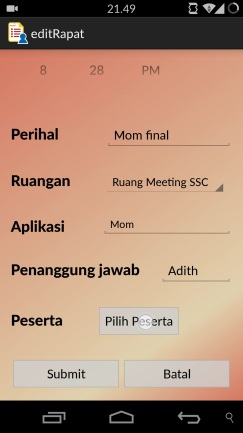 21.49
editRapat
8 28 PM
Perihal Mom final
Ruangan Ruang Meeting SSC
Aplikasi Mom
Penanggung jawab Adith
Peserta Pilih Peserta
Submit Batal